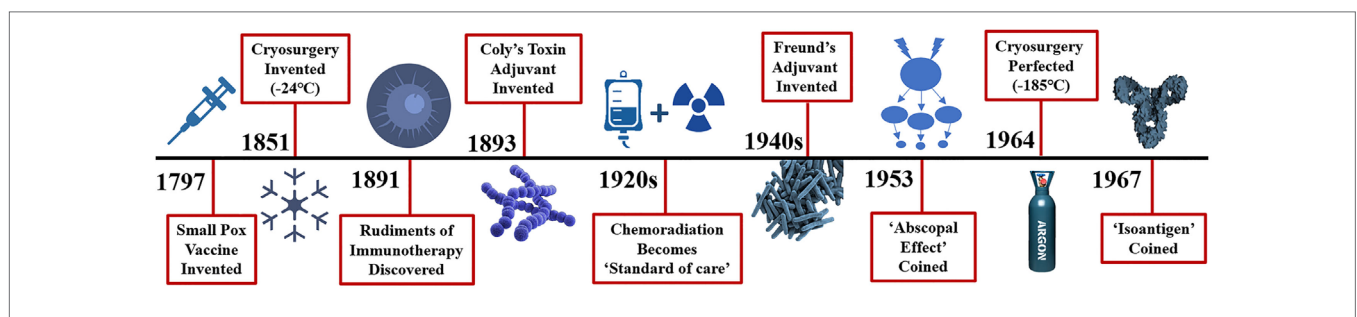 1797
Small Pox
Vaccine
Invented
Cryosurgery
Invented
(-24℃)
1851
1891
Rudiments of
Immunotherapy
Discovered
Coly's Toxin
Adjuvant
Invented
1893
1920s
Chemoradiation
Becomes
‘Standard of care’
Freund's
Adjuvant
Invented
1940s
1953
‘Abscopal
Effect’
Coined
Cryosurgery
Perfected
(-185℃)
1964
ARGON
1967
‘Isoantigen’
Coined